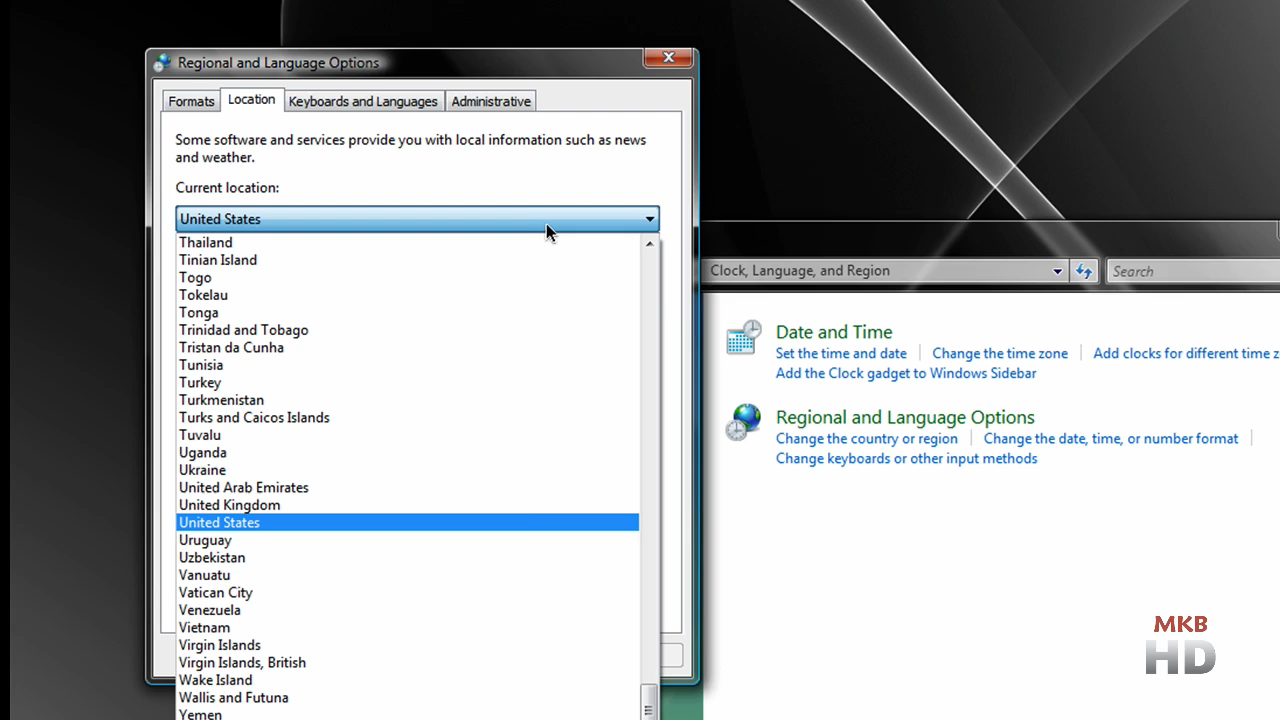 Regional and Language Options
Formats
Location
Keyboards and Languages
Administrative
Some software and services provide you with local information such as news
and weather.
Current location:
United States
Thailand
Tinian Island
Togo
Tokelau
Tonga
Trinidad and Tobago
Tristan da Cunha
Tunisia
Turkey
Turkmenistan
Turks and Caicos Islands
Tuvalu
Uganda
Ukraine
United Arab Emirates
United Kingdom
United States
Uruguay
Uzbekistan
Vanuatu
Vatican City
Venezuela
Vietnam
Virgin Islands
Virgin Islands, British
Wake Island
Wallis and Futuna
Yemen
Clock, Language, and Region
Search
Date and Time
Set the time and date
Change the time zone
Add clocks for different time z
Add the Clock gadget to Windows Sidebar
Regional and Language Options
Change the country or region
Change the date, time, or number format
Change keyboards or other input methods
MKB
HD